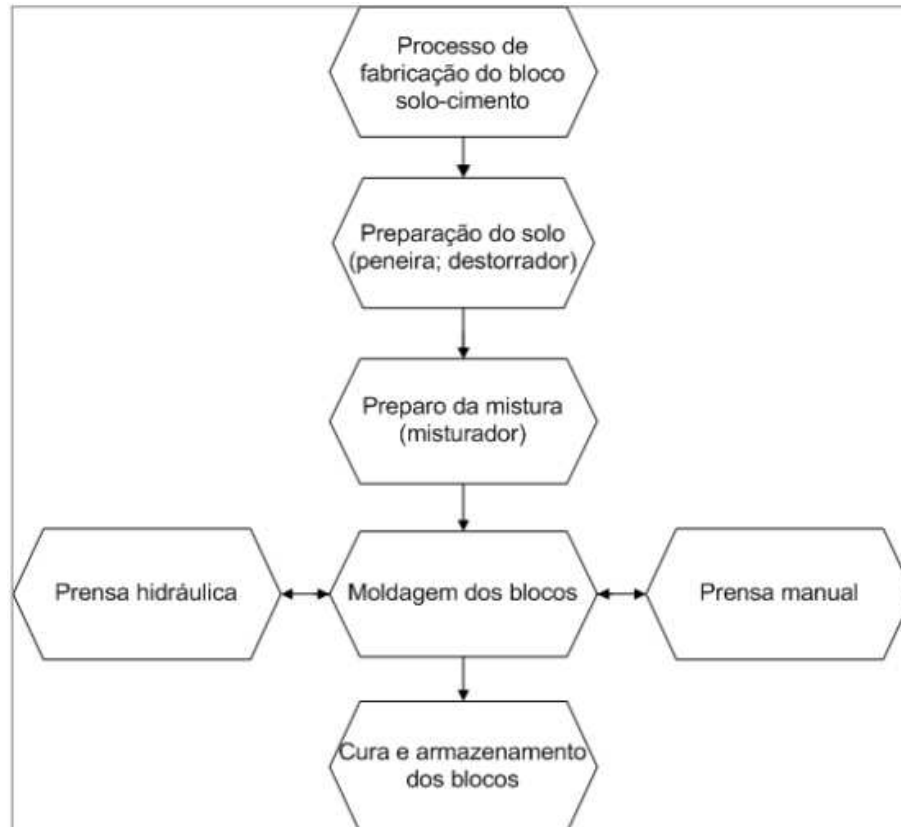 Processo de
fabricação do bloco
solo-cimento
Preparação do solo
(peneira; destorrador)
Preparo da mistura
(misturador)
Prensa hidráulica
Moldagem dos blocos
Prensa manual
Cura e armazenamento
dos blocos